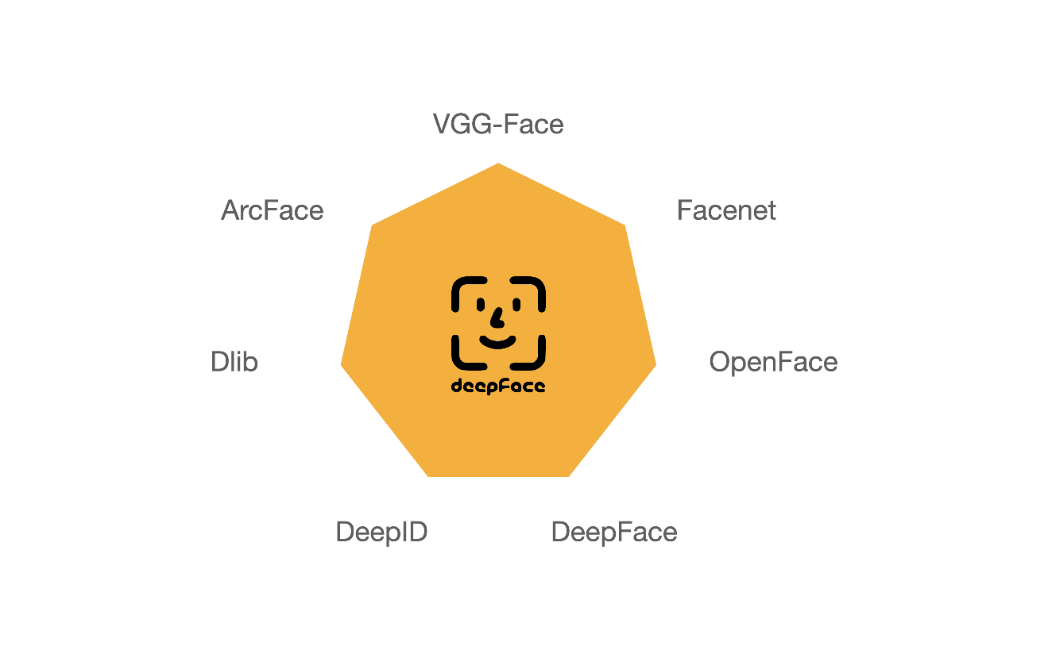 VGG-Face
ArcFace
Facenet
deepFace
Dlib
OpenFace
DeepID
DeepFace